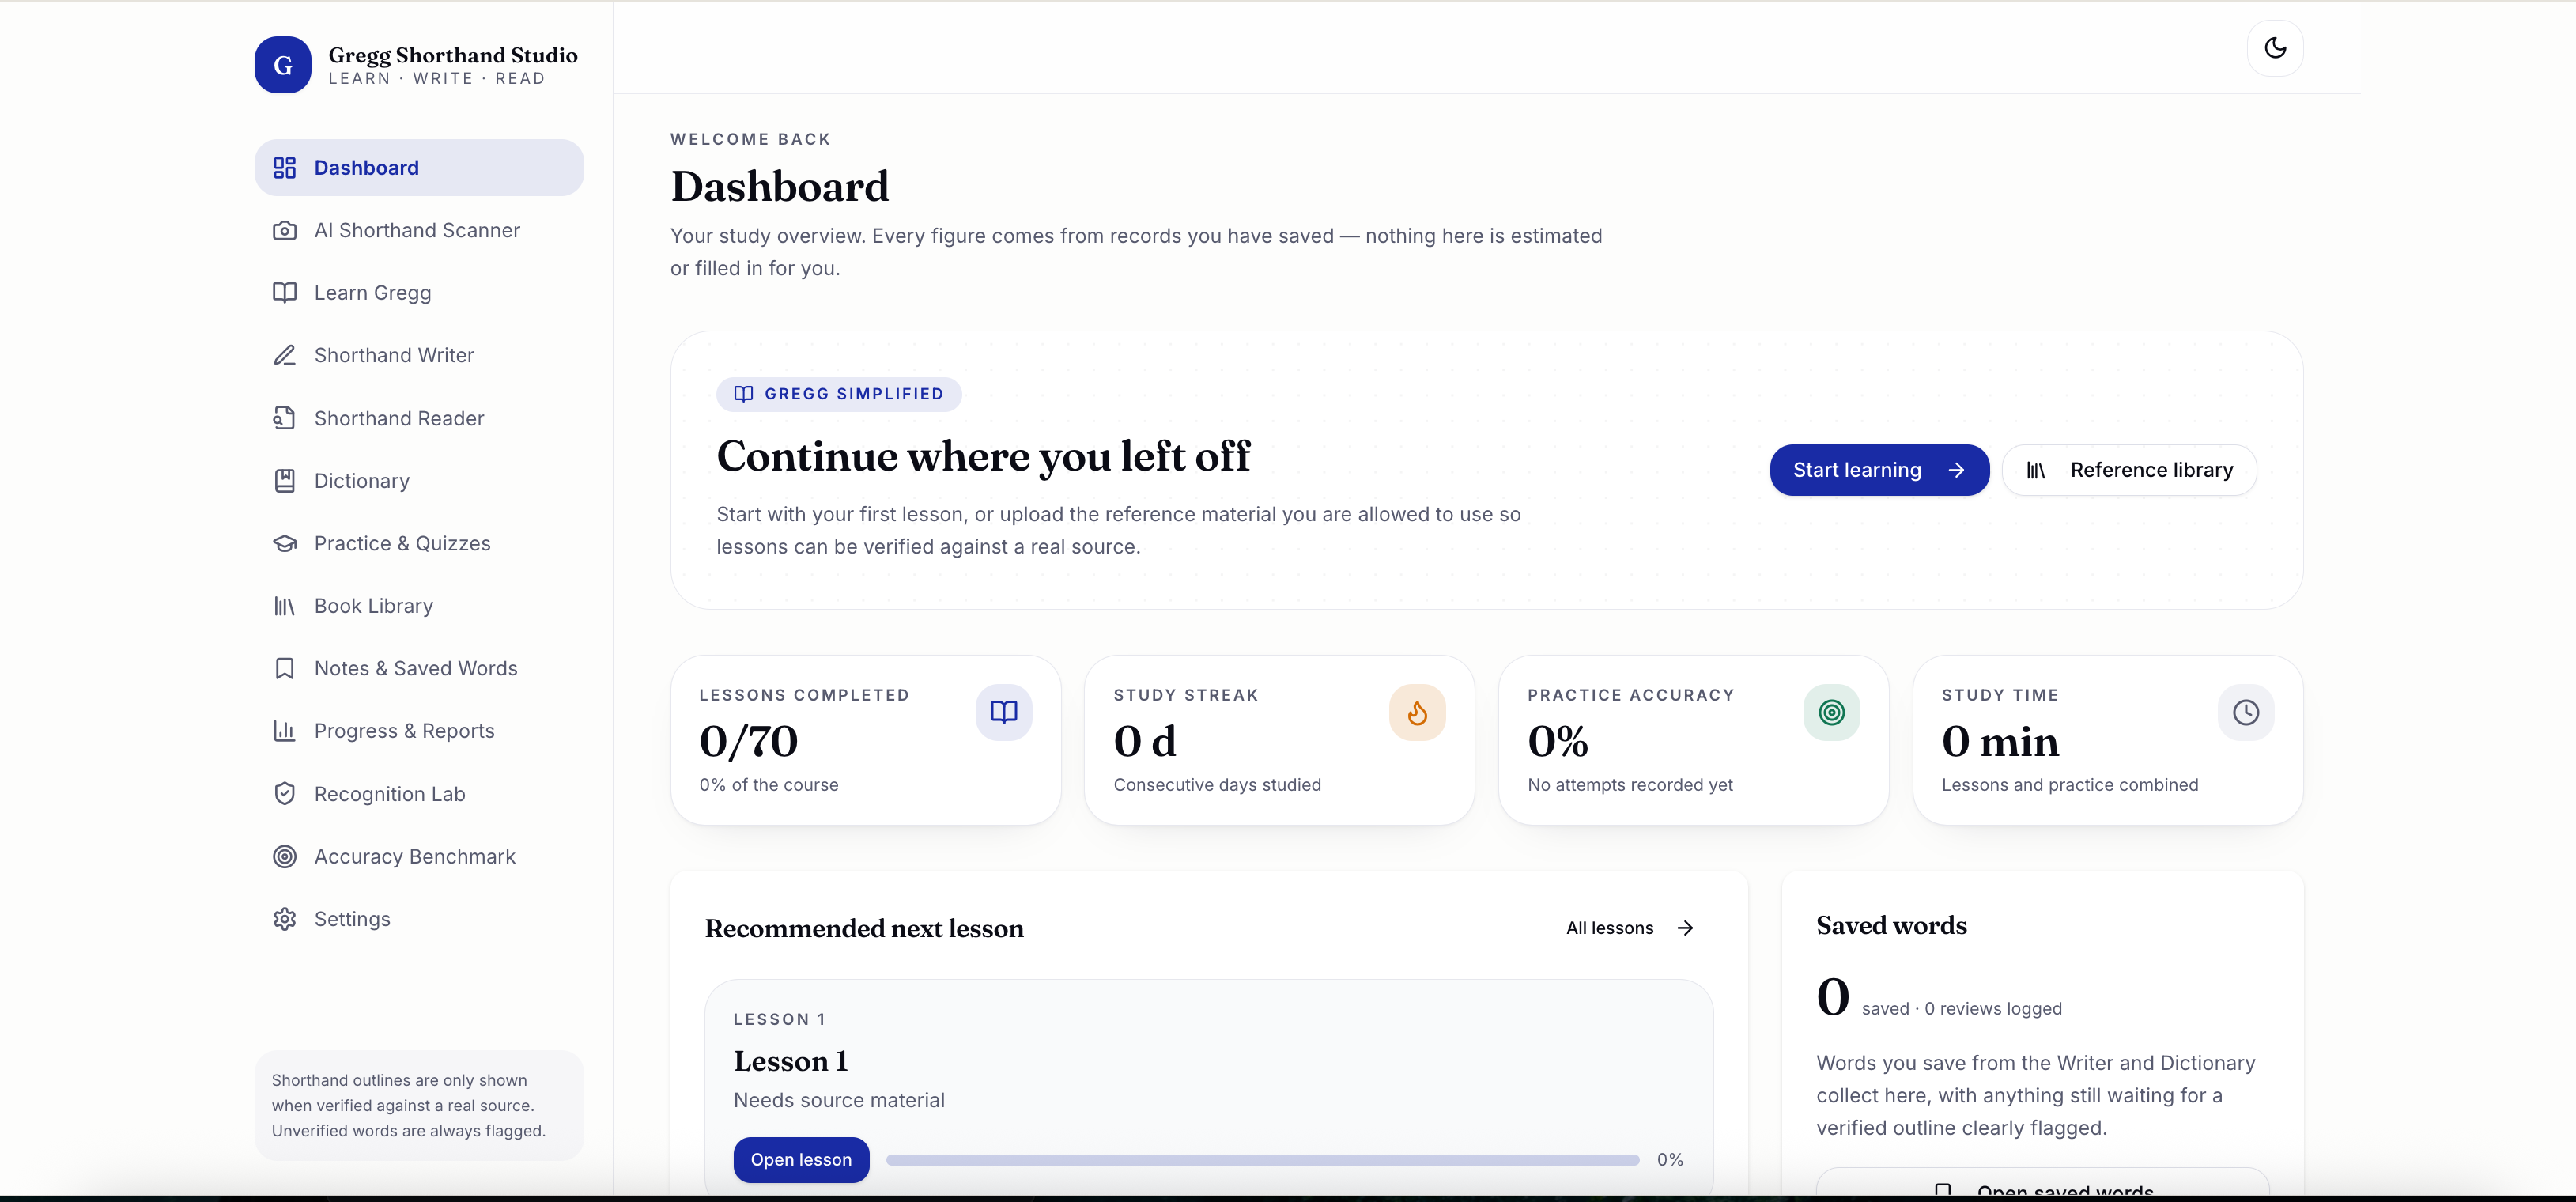 G
Gregg Shorthand Studio
LEARN · WRITE · READ
Dashboard
AI Shorthand Scanner
Learn Gregg
Shorthand Writer
Shorthand Reader
Dictionary
Practice & Quizzes
Book Library
Notes & Saved Words
Progress & Reports
Recognition Lab
Accuracy Benchmark
Settings
Shorthand outlines are only shown
when verified against a real source.
Unverified words are always flagged.
WELCOME BACK
Dashboard
Your study overview. Every figure comes from records you have saved — nothing here is estimated
or filled in for you.
GREGG SIMPLIFIED
Continue where you left off
Start with your first lesson, or upload the reference material you are allowed to use so
lessons can be verified against a real source.
Start learning
Reference library
LESSONS COMPLETED
0/70
0% of the course
STUDY STREAK
0 d
Consecutive days studied
PRACTICE ACCURACY
0%
No attempts recorded yet
STUDY TIME
0 min
Lessons and practice combined
Recommended next lesson
All lessons
LESSON 1
Lesson 1
Needs source material
Open lesson
0%
Saved words
0 saved · 0 reviews logged
Words you save from the Writer and Dictionary
collect here, with anything still waiting for a
verified outline clearly flagged.
Open saved words